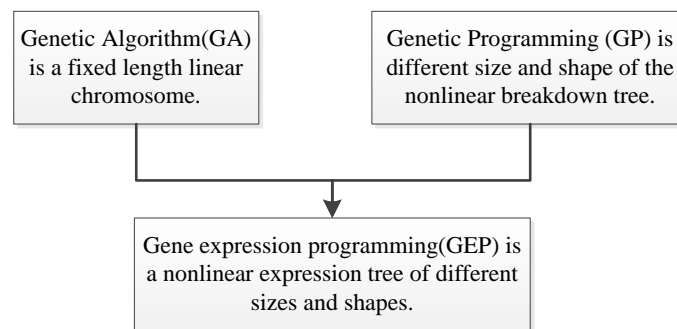 Genetic Algorithm(GA)
is a fixed length linear
chromosome.
Genetic Programming (GP) is
different size and shape of the
nonlinear breakdown tree.
Gene expression programming(GEP) is
a nonlinear expression tree of different
sizes and shapes.